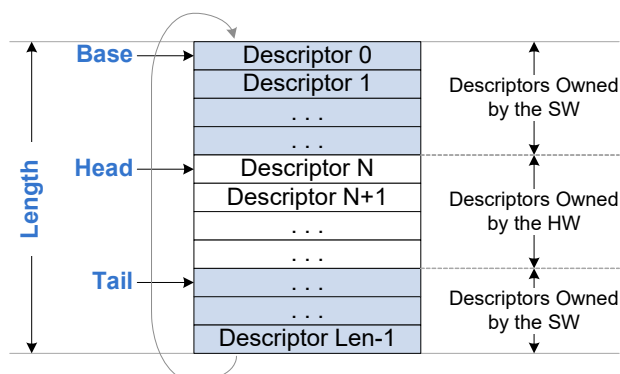 Base
Descriptor 0
Descriptor 1
. . .
. . .
Descriptors Owned
by the SW
Length
Head
Descriptor N
Descriptor N+1
. . .
. . .
Descriptors Owned
by the HW
Tail
. . .
. . .
Descriptor Len-1
Descriptors Owned
by the SW